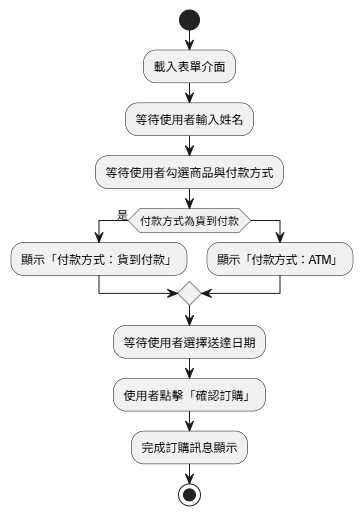 載入表單介面
等待使用者輸入姓名
等待使用者勾選商品與付款方式
是
付款方式為貨到付款
顯示「付款方式：貨到付款」
顯示「付款方式：ATM」
等待使用者選擇送達日期
使用者點擊「確認訂購」
完成訂購訊息顯示